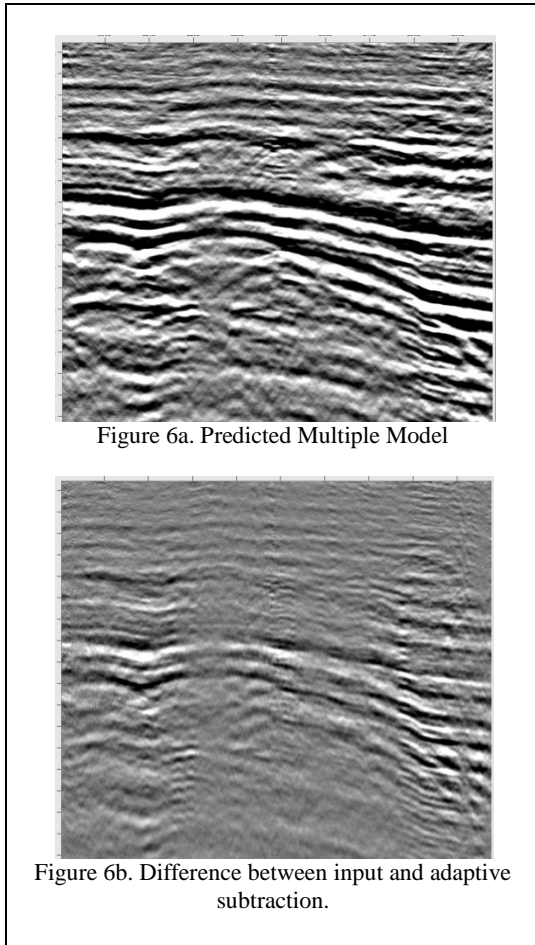 Figure 6a. Predicted Multiple Model
Figure 6b. Difference between input and adaptive
subtraction.